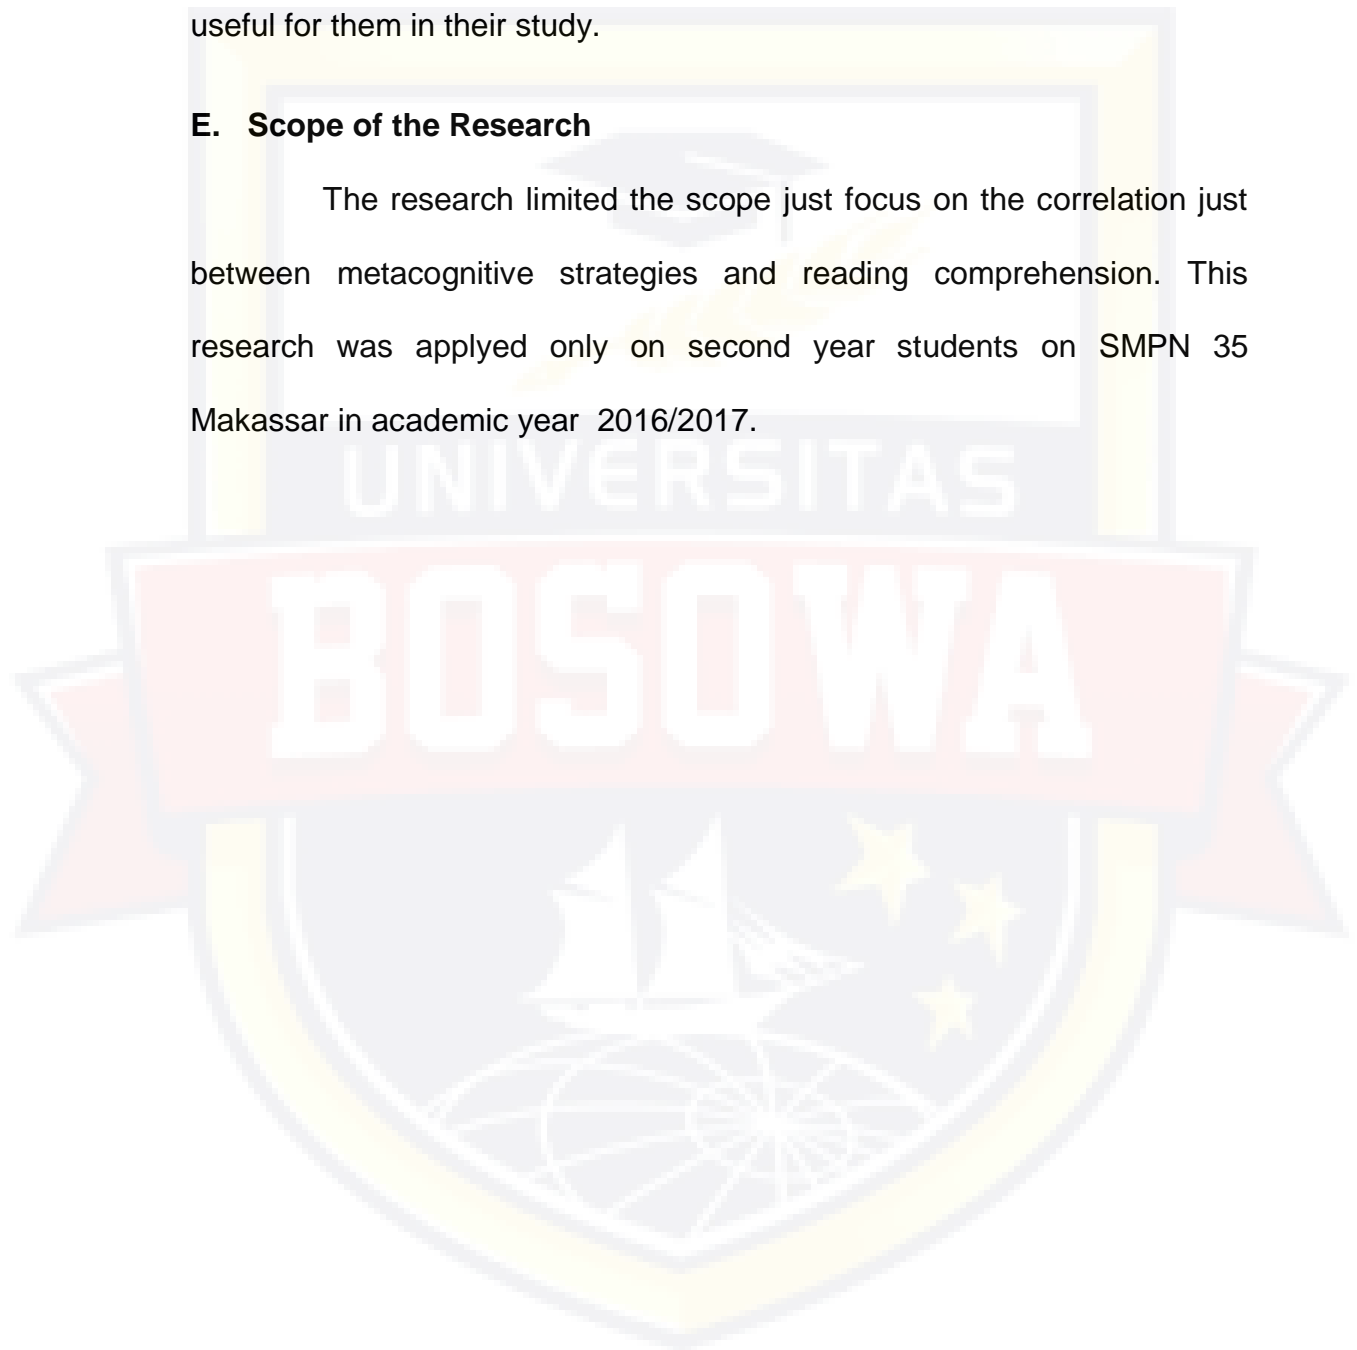 useful for them in their study.
E. Scope of the Research
The research limited the scope just focus on the correlation just
between metacognitive strategies and reading comprehension. This
research was applyed only on second year students on SMPN 35
Makassar in academic year 2016/2017.
UNIVERSITAS
BOSOWA